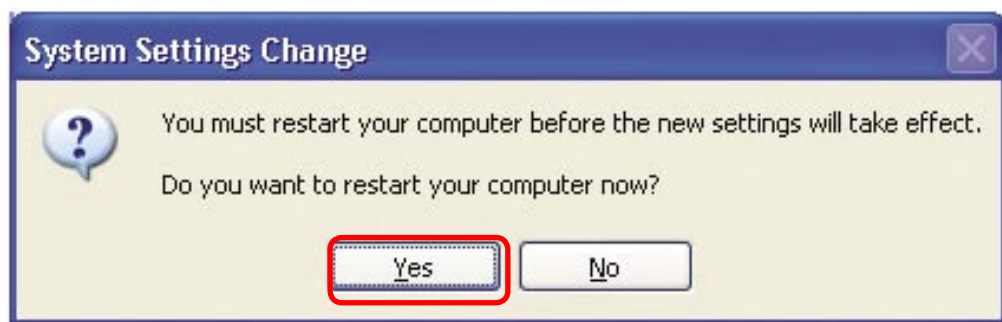 System Settings Change
You must restart your computer before the new settings will take effect.
Do you want to restart your computer now?
Yes No